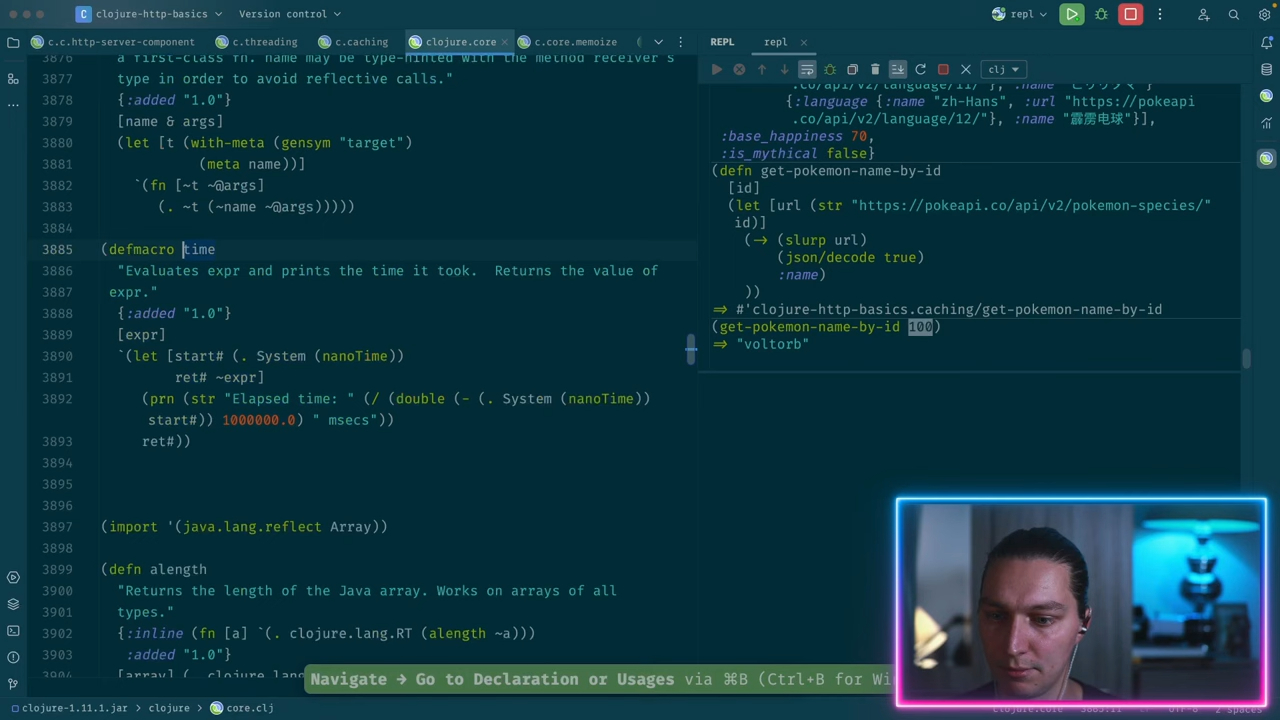 C clojure-http-basics Version control repl
c.c.http-server-component c.threading c.caching clojure.core c.core.memoize
3876 a first-class fn. name may be type-hinted with the method receiver's
3877 type in order to avoid reflective calls."
3878 {:added "1.0"}
3879 [name & args]
3880 (let [t (with-meta (gensym "target")
3881 (meta name))]
3882 `(fn [~t ~@args]
3883 (. ~t (~name ~@args)))))
3884
3885 (defmacro time
3886 "Evaluates expr and prints the time it took.  Returns the value of
3887 expr."
3888 {:added "1.0"}
3889 [expr]
3890 `(let [start# (. System (nanoTime))
3891 ret# ~expr]
3892 (prn (str "Elapsed time: " (/ (double (- (. System (nanoTime))
start#)) 1000000.0) " msecs"))
3893 ret#))
3894
3895
3896
3897 (import '(java.lang.reflect Array))
3898
3899 (defn alength
3900 "Returns the length of the Java array. Works on arrays of all
3901 types."
3902 {:inline (fn [a] `(. clojure.lang.RT (alength ~a)))
3903 :added "1.0"}
3904 [array] (. clojure.lang
REPL repl
clj
.co/api/v2/language/11/"}, :name "ビリリダマ"}
{:language {:name "zh-Hans", :url "https://pokeapi
.co/api/v2/language/12/"}, :name "霹雳电球"}],
:base_happiness 70,
:is_mythical false}
(defn get-pokemon-name-by-id
[id]
(let [url (str "https://pokeapi.co/api/v2/pokemon-species/"
id)]
(-> (slurp url)
(json/decode true)
:name)
))
=> #'clojure-http-basics.caching/get-pokemon-name-by-id
(get-pokemon-name-by-id 100)
=> "voltorb"
Navigate → Go to Declaration or Usages via ⌘B (Ctrl+B for Wi
clojure-1.11.1.jar clojure core.clj